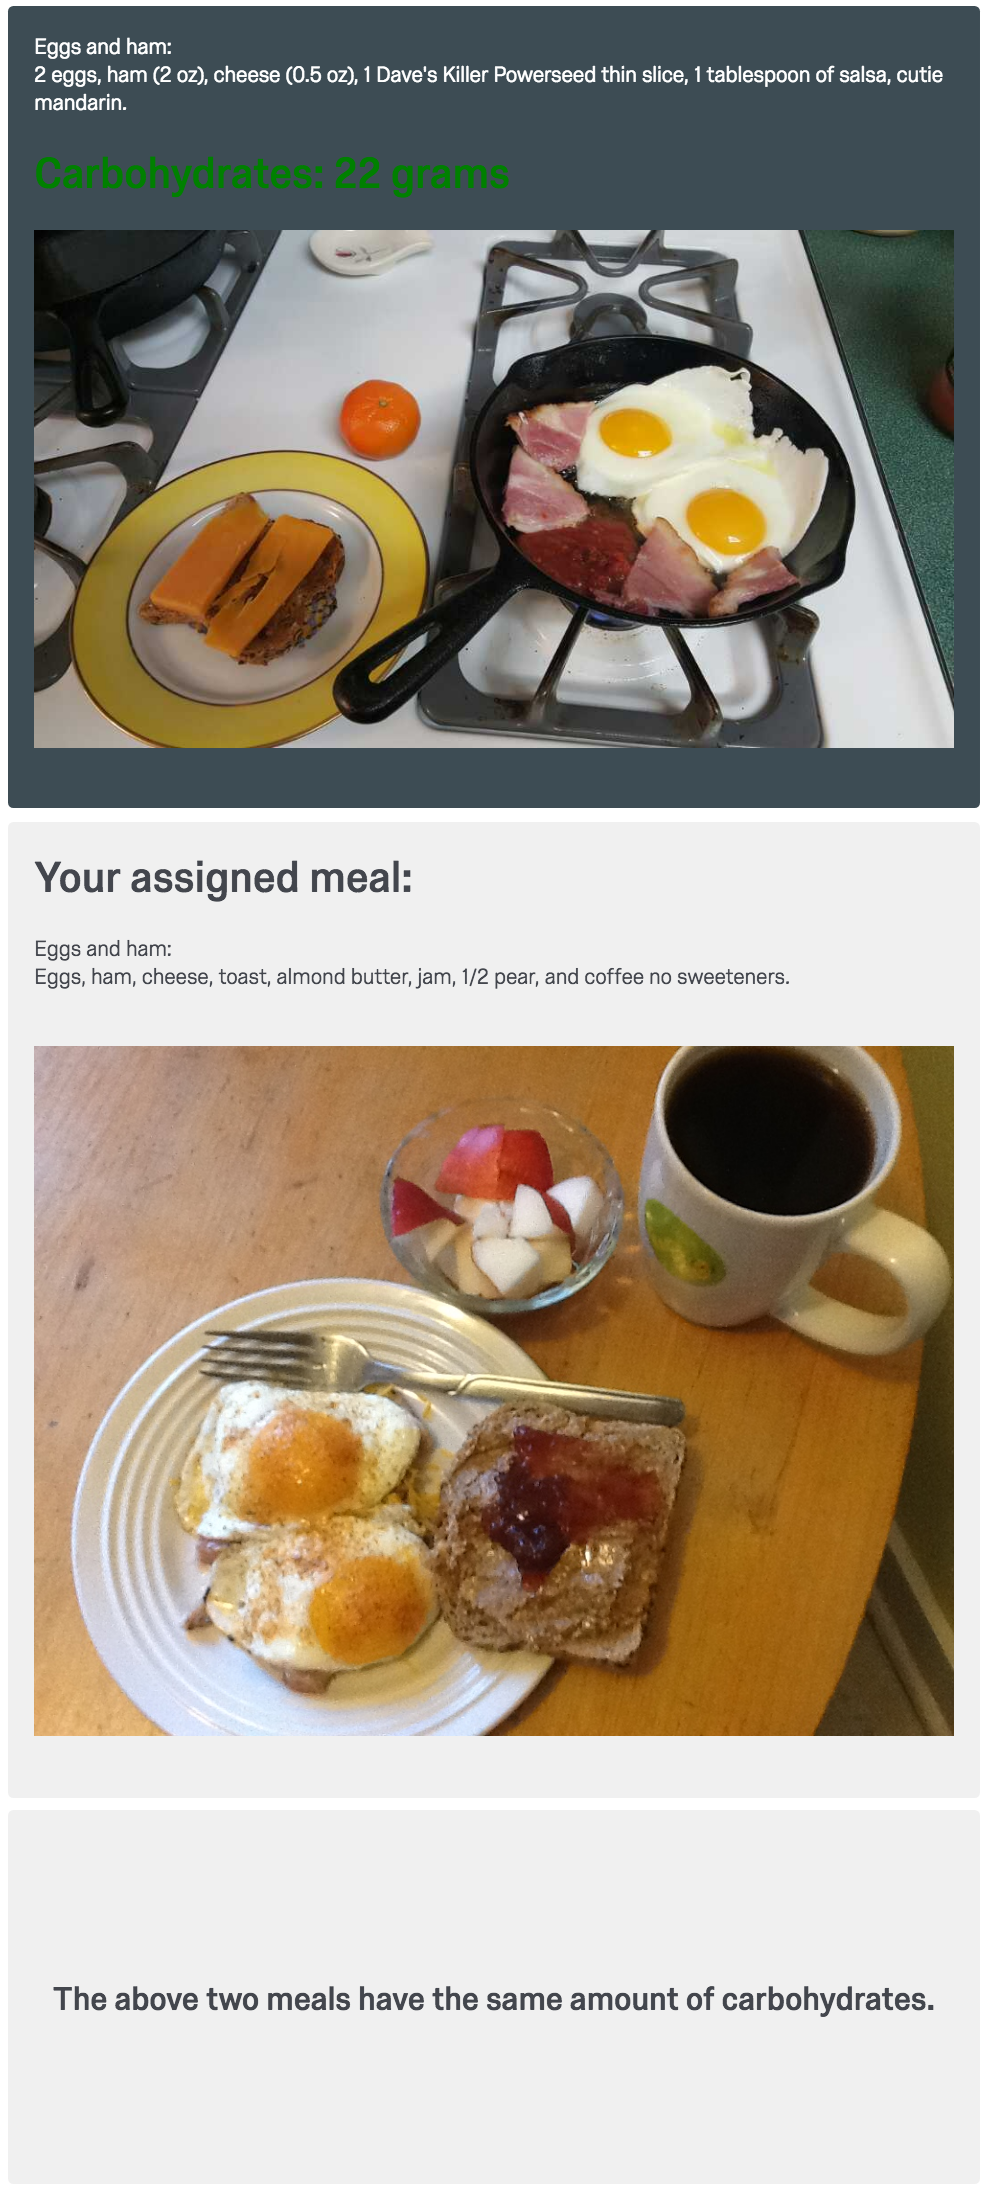 Eggs and ham:
2 eggs, ham (2 oz), cheese (0.5 oz), 1 Dave's Killer Powerseed thin slice, 1 tablespoon of salsa, cutie
mandarin.
Carbohydrates: 22 grams
Your assigned meal:
Eggs and ham:
Eggs, ham, cheese, toast, almond butter, jam, 1/2 pear, and coffee no sweeteners.
The above two meals have the same amount of carbohydrates.